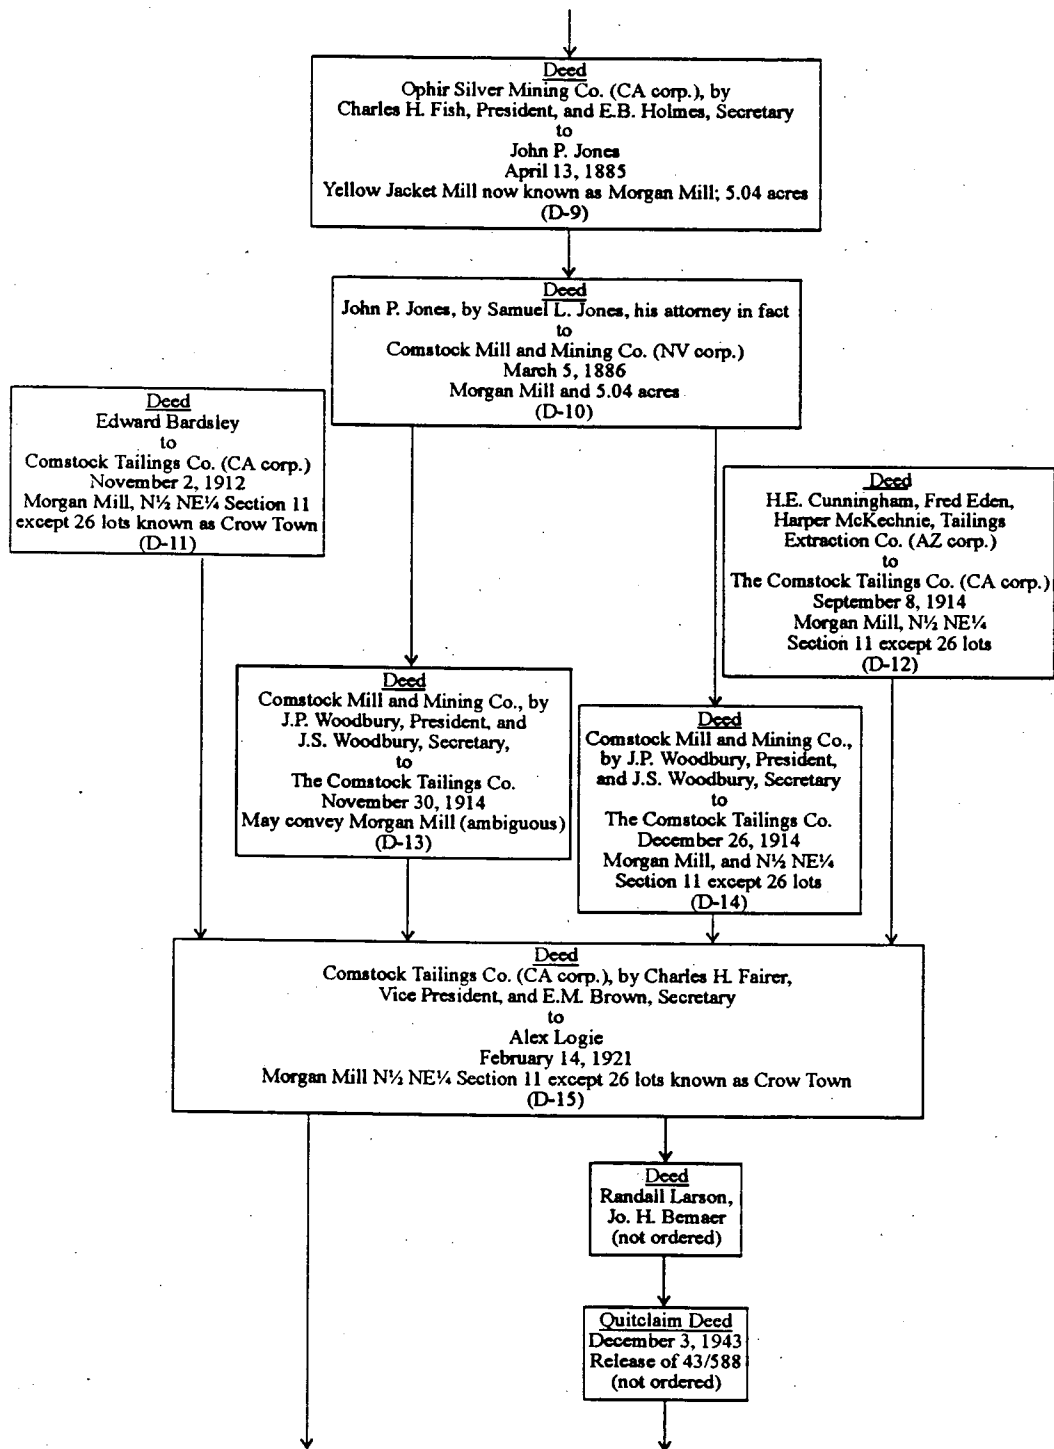 Deed
Ophir Silver Mining Co. (CA corp.), by
Charles H. Fish, President, and E.B. Holmes, Secretary
to
John P. Jones
April 13, 1885
Yellow Jacket Mill now known as Morgan Mill; 5.04 acres
(D-9)
Deed
John P. Jones, by Samuel L. Jones, his attorney in fact
to
Comstock Mill and Mining Co. (NV corp.)
March 5, 1886
Morgan Mill and 5.04 acres
(D-10)
Deed
Edward Bardsley
to
Comstock Tailings Co. (CA corp.)
November 2, 1912
Morgan Mill, N½ NE¼ Section 11
except 26 lots known as Crow Town
(D-11)
Deed
H.E. Cunningham, Fred Eden,
Harper McKechnie, Tailings
Extraction Co. (AZ corp.)
to
The Comstock Tailings Co. (CA corp.)
September 8, 1914
Morgan Mill, N½ NE¼
Section 11 except 26 lots
(D-12)
Deed
Comstock Mill and Mining Co., by
J.P. Woodbury, President, and
J.S. Woodbury, Secretary,
to
The Comstock Tailings Co.
November 30, 1914
May convey Morgan Mill (ambiguous)
(D-13)
Deed
Comstock Mill and Mining Co.,
by J.P. Woodbury, President,
and J.S. Woodbury, Secretary
to
The Comstock Tailings Co.
December 26, 1914
Morgan Mill, and N½ NE¼
Section 11 except 26 lots
(D-14)
Deed
Comstock Tailings Co. (CA corp.), by Charles H. Fairer,
Vice President, and E.M. Brown, Secretary
to
Alex Logie
February 14, 1921
Morgan Mill N½ NE¼ Section 11 except 26 lots known as Crow Town
(D-15)
Deed
Randall Larson,
Jo. H. Bemaer
(not ordered)
Quitclaim Deed
December 3, 1943
Release of 43/588
(not ordered)